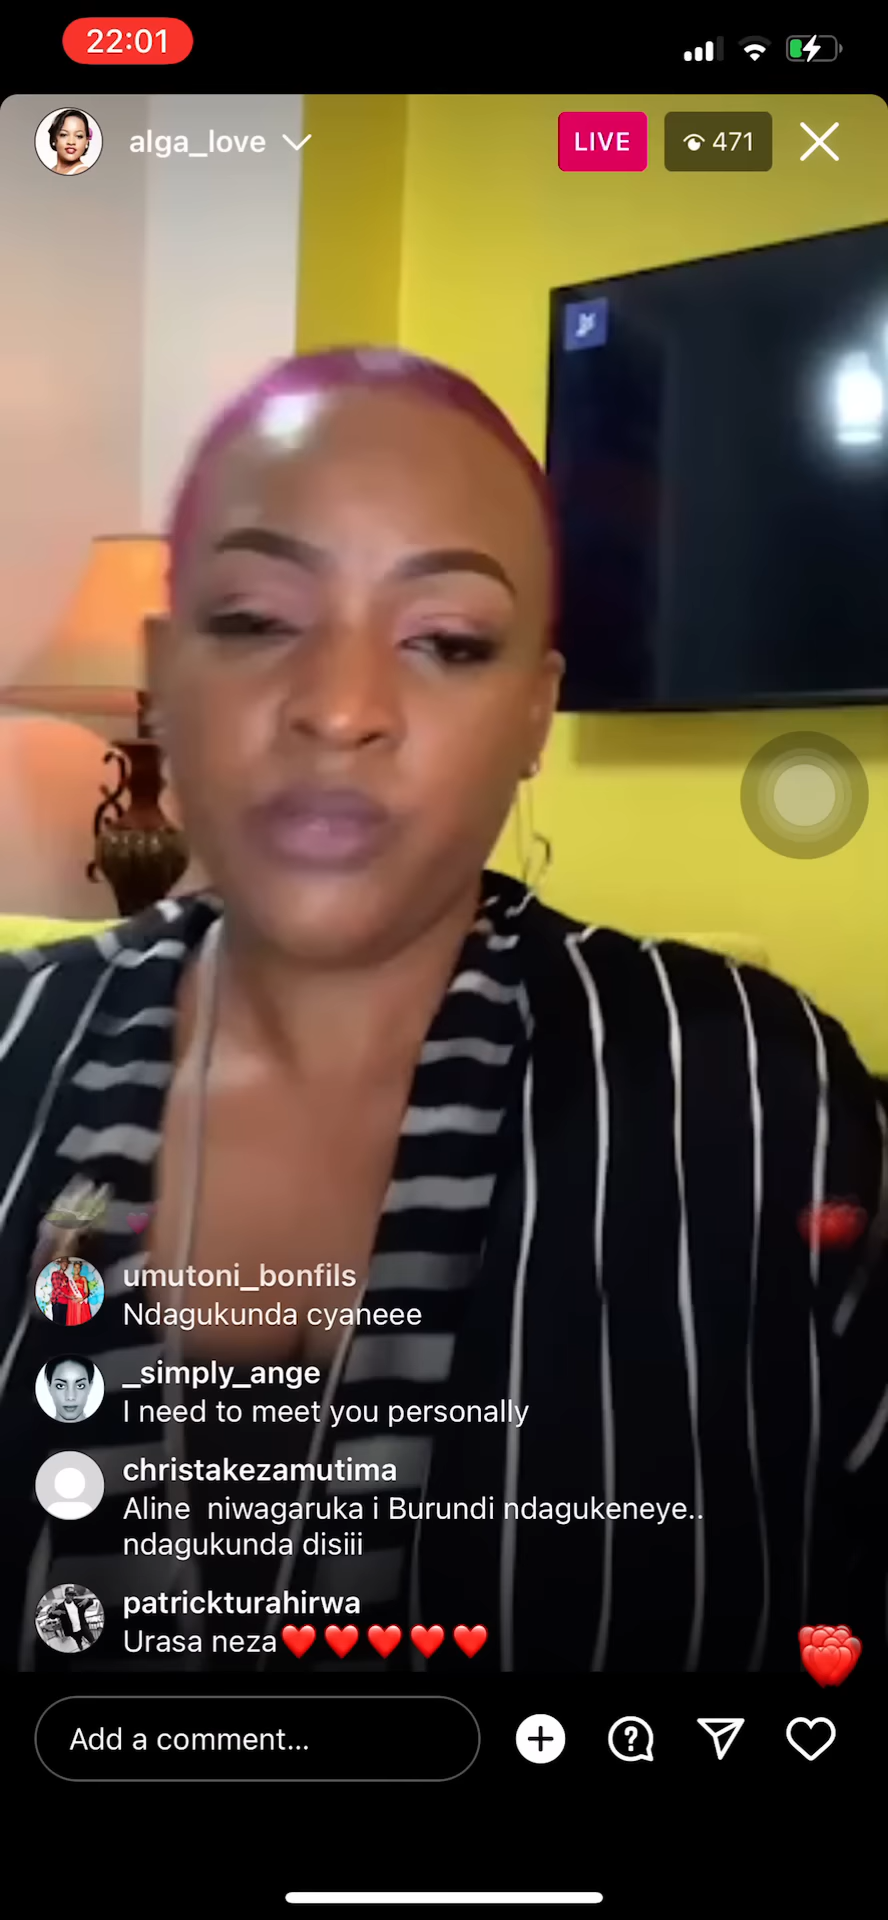 22:01
alga_love
LIVE
471
umutoni_bonfils
Ndagukunda cyaneee
_simply_ange
I need to meet you personally
christakezamutima
Aline niwagaruka i Burundi ndagukeneye..
ndagukunda disiii
patrickturahirwa
Urasa neza❤️❤️❤️❤️❤️
Add a comment...